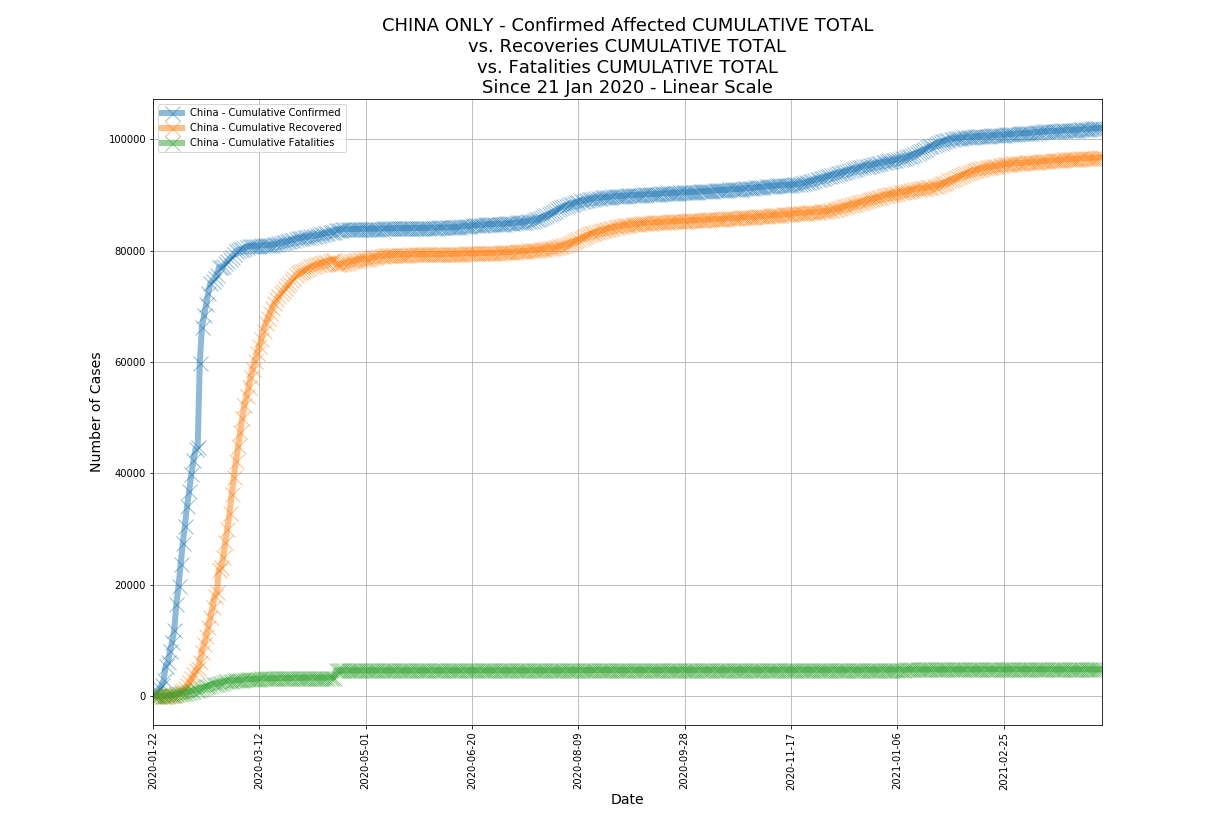 CHINA ONLY - Confirmed Affected CUMULATIVE TOTAL
vs. Recoveries CUMULATIVE TOTAL
vs. Fatalities CUMULATIVE TOTAL
Since 21 Jan 2020 - Linear Scale
China - Cumulative Confirmed
China - Cumulative Recovered
China - Cumulative Fatalities
Number of Cases
100000
80000
60000
40000
20000
0
2020-01-22
2020-03-12
2020-05-01
2020-06-20
2020-08-09
2020-09-28
2020-11-17
2021-01-06
2021-02-25
Date